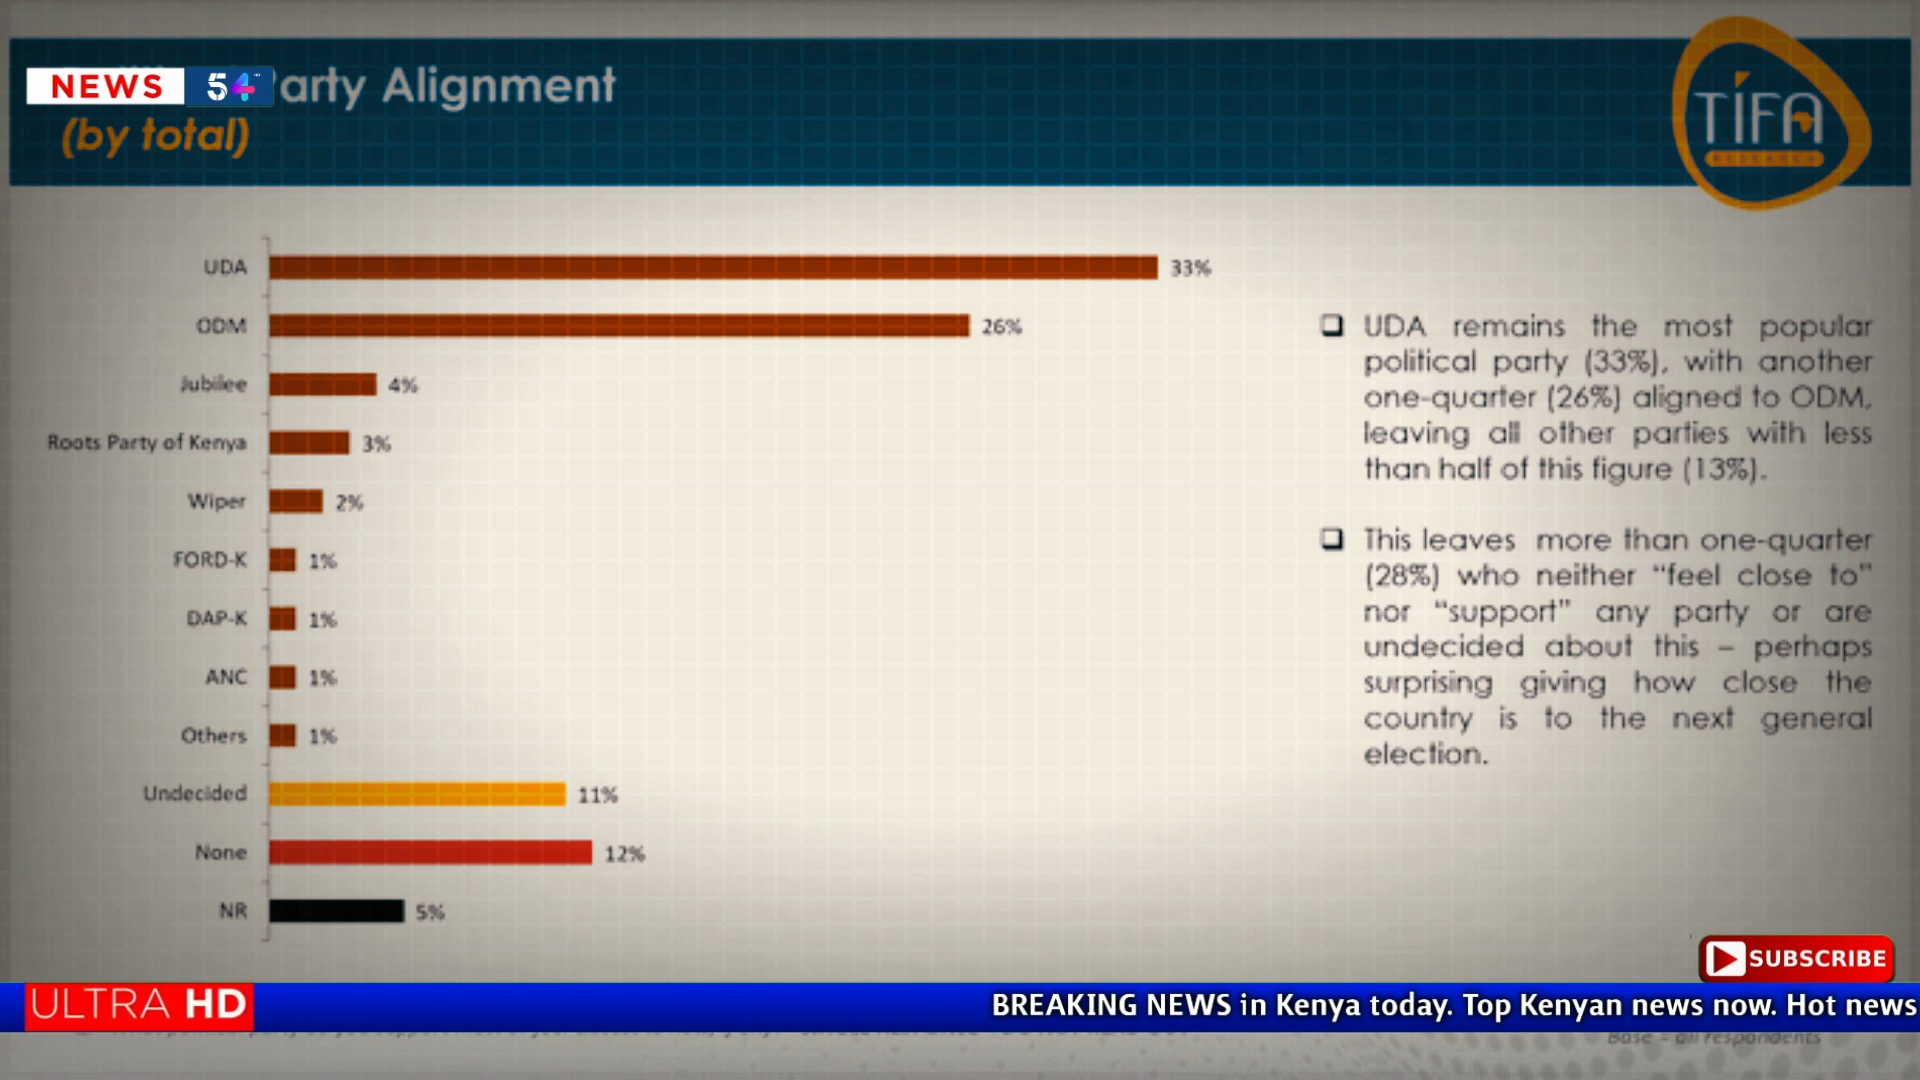 NEWS 54
arty Alignment
(by total)
TIFA
RESEARCH
UDA 33%
ODM 26%
Jubilee 4%
Roots Party of Kenya 3%
Wiper 2%
FORD-K 1%
DAP-K 1%
ANC 1%
Others 1%
Undecided 11%
None 12%
NR 5%
❑ UDA remains the most popular
political party (33%), with another
one-quarter (26%) aligned to ODM,
leaving all other parties with less
than half of this figure (13%).
❑ This leaves more than one-quarter
(28%) who neither “feel close to”
nor “support” any party or are
undecided about this – perhaps
surprising giving how close the
country is to the next general
election.
SUBSCRIBE
ULTRA HD
BREAKING NEWS in Kenya today. Top Kenyan news now. Hot news
Base = all respondents